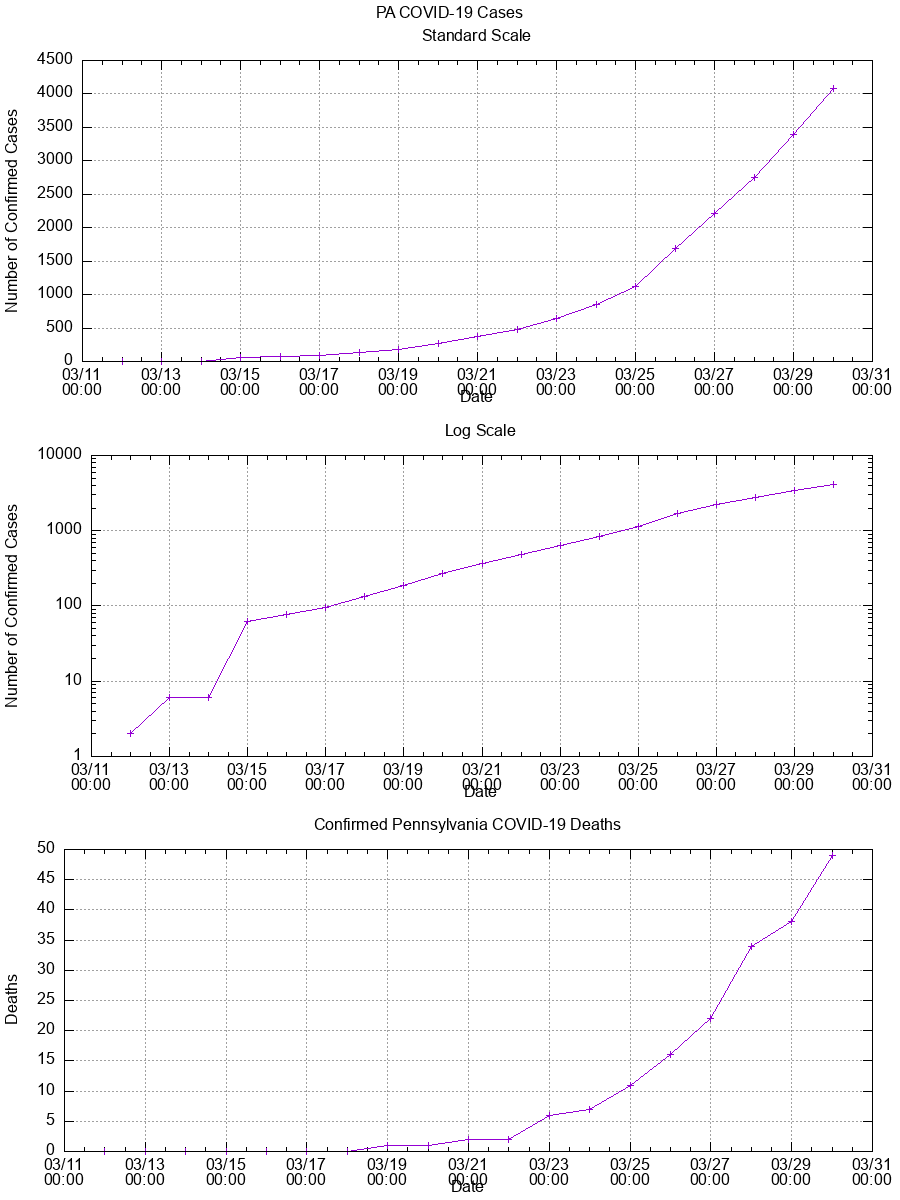 PA COVID-19 Cases
Standard Scale
4500
4000
3500
3000
2500
2000
1500
1000
500
0
Number of Confirmed Cases
03/11 03/13 03/15 03/17 03/19 03/21 03/23 03/25 03/27 03/29 03/31
00:00 00:00 00:00 00:00 00:00 00:00 00:00 00:00 00:00 00:00 00:00
Date
Log Scale
10000
1000
100
10
1
Number of Confirmed Cases
03/11 03/13 03/15 03/17 03/19 03/21 03/23 03/25 03/27 03/29 03/31
00:00 00:00 00:00 00:00 00:00 00:00 00:00 00:00 00:00 00:00 00:00
Date
Confirmed Pennsylvania COVID-19 Deaths
50
45
40
35
30
25
20
15
10
5
0
Deaths
03/11 03/13 03/15 03/17 03/19 03/21 03/23 03/25 03/27 03/29 03/31
00:00 00:00 00:00 00:00 00:00 00:00 00:00 00:00 00:00 00:00 00:00
Date